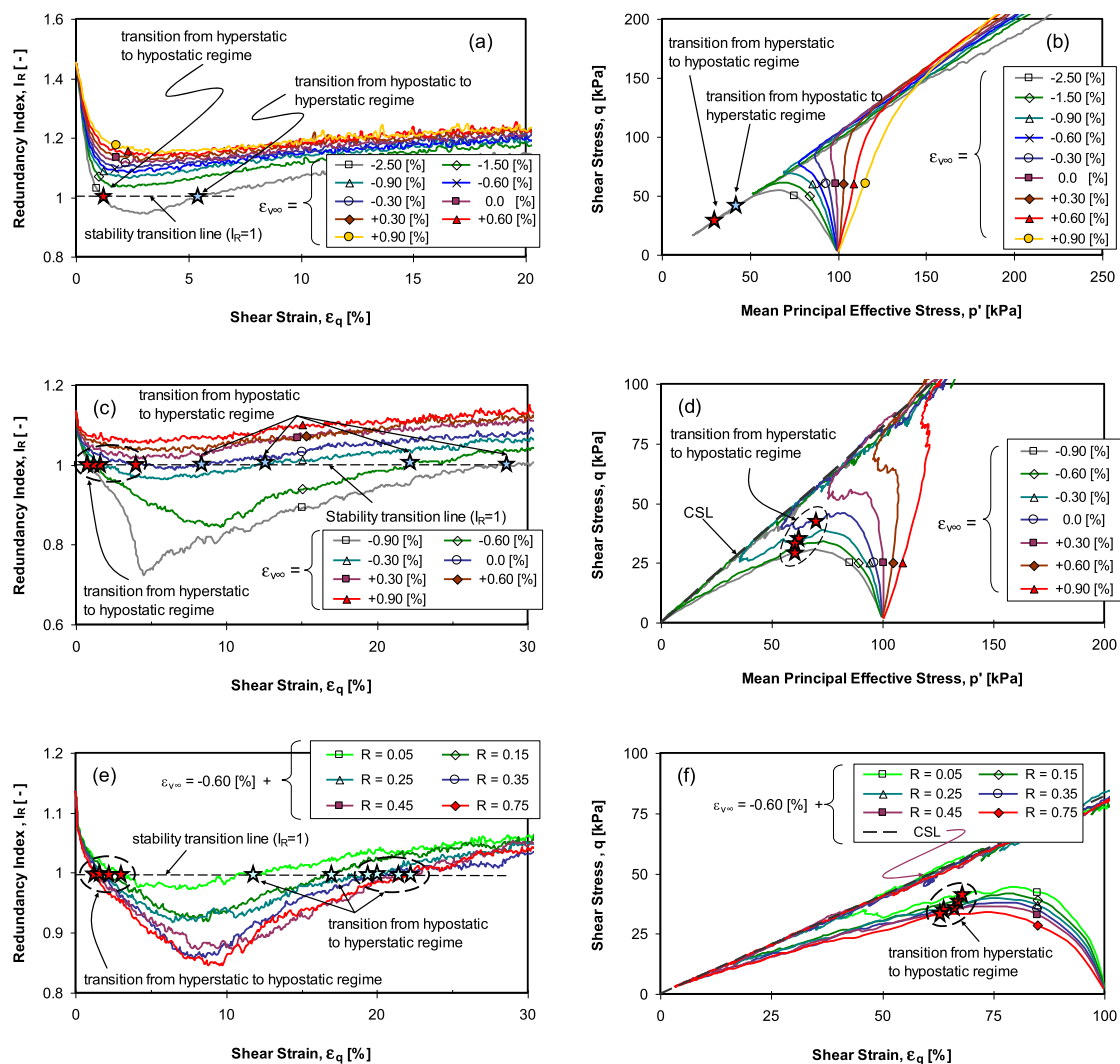 (a)
Redundancy Index, IR [ - ]
1.6
1.4
1.2
1.0
0.8
0
5
10
15
20
Shear Strain, εq [%]
transition from hyperstatic
to hypostatic regime
transition from hypostatic to
hyperstatic regime
stability transition line (IR=1)
εv∞ =
-2.50 [%]
-1.50 [%]
-0.90 [%]
-0.60 [%]
-0.30 [%]
0.0 [%]
+0.30 [%]
+0.60 [%]
+0.90 [%]
(b)
Shear Stress, q [kPa]
200
150
100
50
0
0
50
100
150
200
250
Mean Principal Effective Stress, p' [kPa]
transition from hyperstatic
to hypostatic regime
transition from hypostatic to
hyperstatic regime
εv∞ =
-2.50 [%]
-1.50 [%]
-0.90 [%]
-0.60 [%]
-0.30 [%]
0.0 [%]
+0.30 [%]
+0.60 [%]
+0.90 [%]
(c)
Redundancy Index, IR [ - ]
1.2
1.0
0.8
0.6
0
10
20
30
Shear Strain, εq [%]
transition from hypostatic
to hyperstatic regime
Stability transition line (IR=1)
transition from hyperstatic
to hypostatic regime
εv∞ =
-0.90 [%]
-0.60 [%]
-0.30 [%]
0.0 [%]
+0.30 [%]
+0.60 [%]
+0.90 [%]
(d)
Shear Stress, q [kPa]
100
75
50
25
0
0
50
100
150
200
Mean Principal Effective Stress, p' [kPa]
transition from hyperstatic
to hypostatic regime
CSL
εv∞ =
-0.90 [%]
-0.60 [%]
-0.30 [%]
0.0 [%]
+0.30 [%]
+0.60 [%]
+0.90 [%]
(e)
Redundancy Index , IR [ - ]
1.2
1.1
1.0
0.9
0.8
0
10
20
30
Shear Strain, εq [%]
εv∞ = -0.60 [%] +
R = 0.05
R = 0.15
R = 0.25
R = 0.35
R = 0.45
R = 0.75
stability transition line (IR=1)
transition from hypostatic
to hyperstatic regime
transition from hyperstatic to hypostatic regime
(f)
Shear Stress, q [kPa]
100
75
50
25
0
0
25
50
75
100
Shear Strain, εq [%]
εv∞ = -0.60 [%] +
R = 0.05
R = 0.15
R = 0.25
R = 0.35
R = 0.45
R = 0.75
CSL
transition from hyperstatic
to hypostatic regime